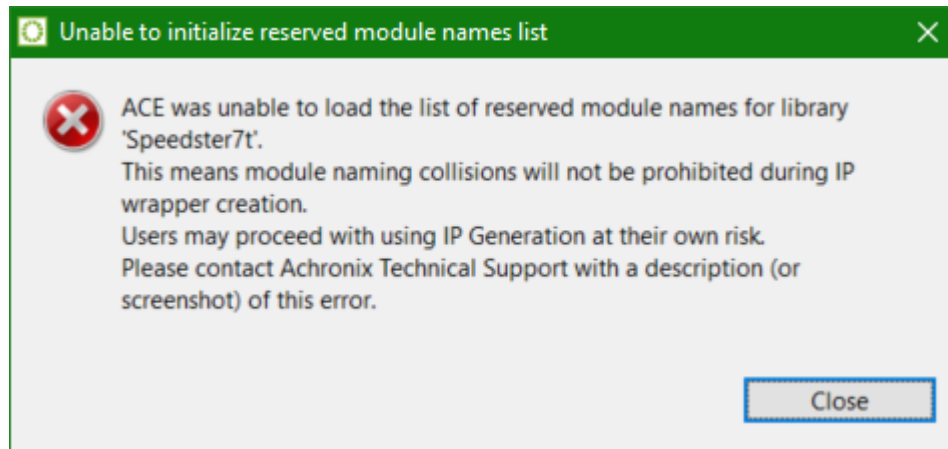 Unable to initialize reserved module names list
ACE was unable to load the list of reserved module names for library
'Speedster7t'.
This means module naming collisions will not be prohibited during IP
wrapper creation.
Users may proceed with using IP Generation at their own risk.
Please contact Achronix Technical Support with a description (or
screenshot) of this error.
Close